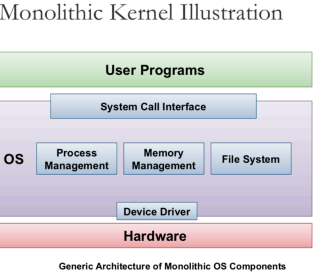 Monolithic Kernel Illustration
User Programs
System Call Interface
OS
Process
Management
Memory
Management
File System
Device Driver
Hardware
Generic Architecture of Monolithic OS Components